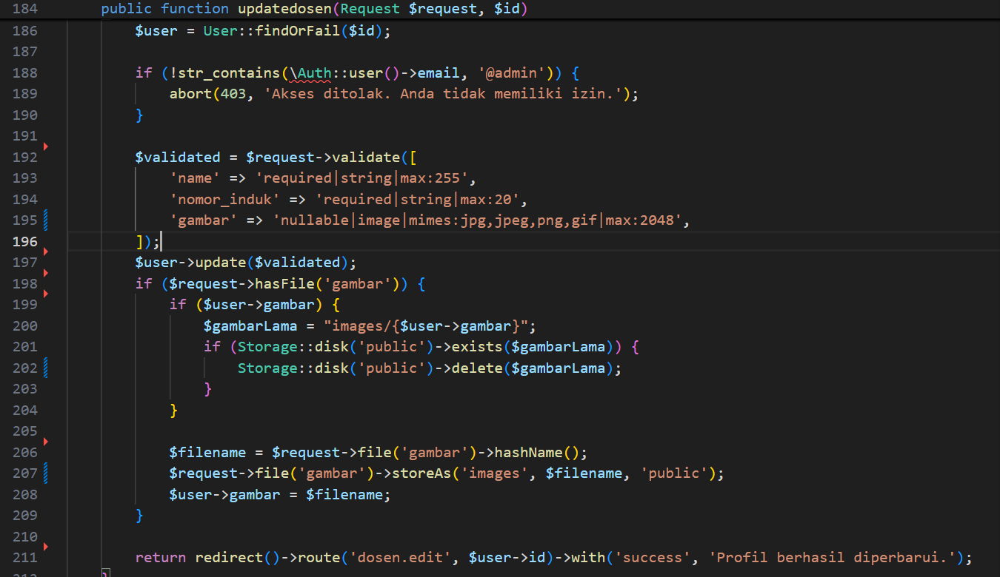 184 public function updatedosen(Request $request, $id)
186 $user = User::findOrFail($id);
187
188 if (!str_contains(\Auth::user()->email, '@admin')) {
189 abort(403, 'Akses ditolak. Anda tidak memiliki izin.');
190 }
191
192 $validated = $request->validate([
193 'name' => 'required|string|max:255',
194 'nomor_induk' => 'required|string|max:20',
195 'gambar' => 'nullable|image|mimes:jpg,jpeg,png,gif|max:2048',
196 ]);
197 $user->update($validated);
198 if ($request->hasFile('gambar')) {
199 if ($user->gambar) {
200 $gambarLama = "images/{$user->gambar}";
201 if (Storage::disk('public')->exists($gambarLama)) {
202 Storage::disk('public')->delete($gambarLama);
203 }
204 }
205
206 $filename = $request->file('gambar')->hashName();
207 $request->file('gambar')->storeAs('images', $filename, 'public');
208 $user->gambar = $filename;
209 }
210
211 return redirect()->route('dosen.edit', $user->id)->with('success', 'Profil berhasil diperbarui.');
212 }